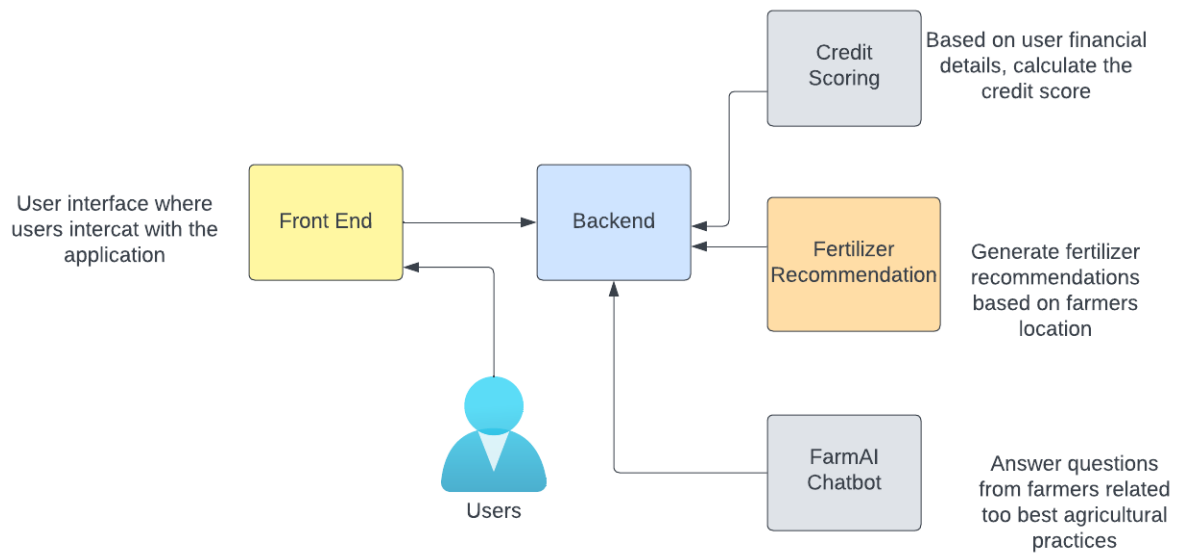 Credit
Scoring
Based on user financial
details, calculate the
credit score
User interface where
users intercat with the
application
Front End
Backend
Fertilizer
Recommendation
Generate fertilizer
recommendations
based on farmers
location
FarmAI
Chatbot
Answer questions
from farmers related
too best agricultural
practices
Users